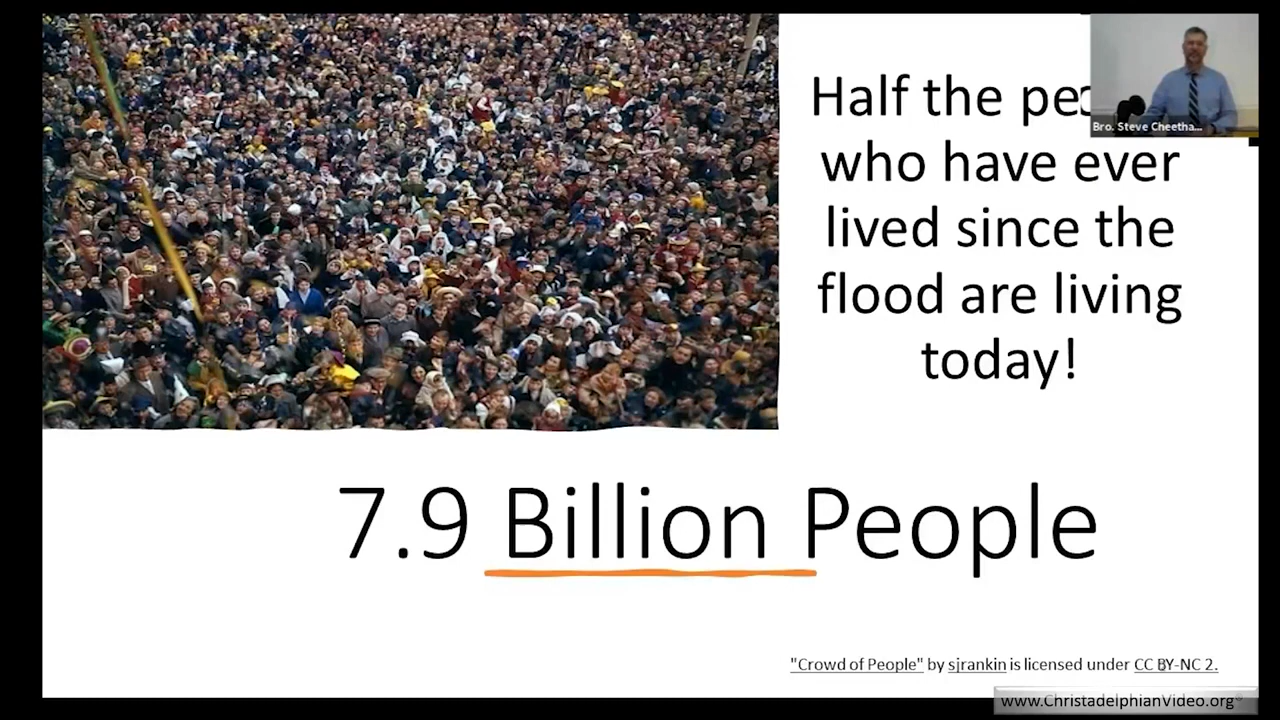 Half the
who have ever
lived since the
flood are living
today!
Bro. Steve Cheetha...
7.9 Billion People
"Crowd of People" by sjrankin is licensed under CC BY-NC 2.
www.ChristadelphianVideo.org®